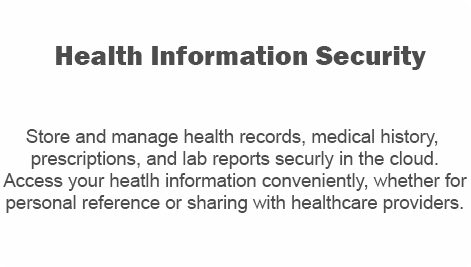 Health Information Security
Store and manage health records, medical history,
prescriptions, and lab reports securly in the cloud.
Access your heatlh information conveniently, whether for
personal reference or sharing with healthcare providers.